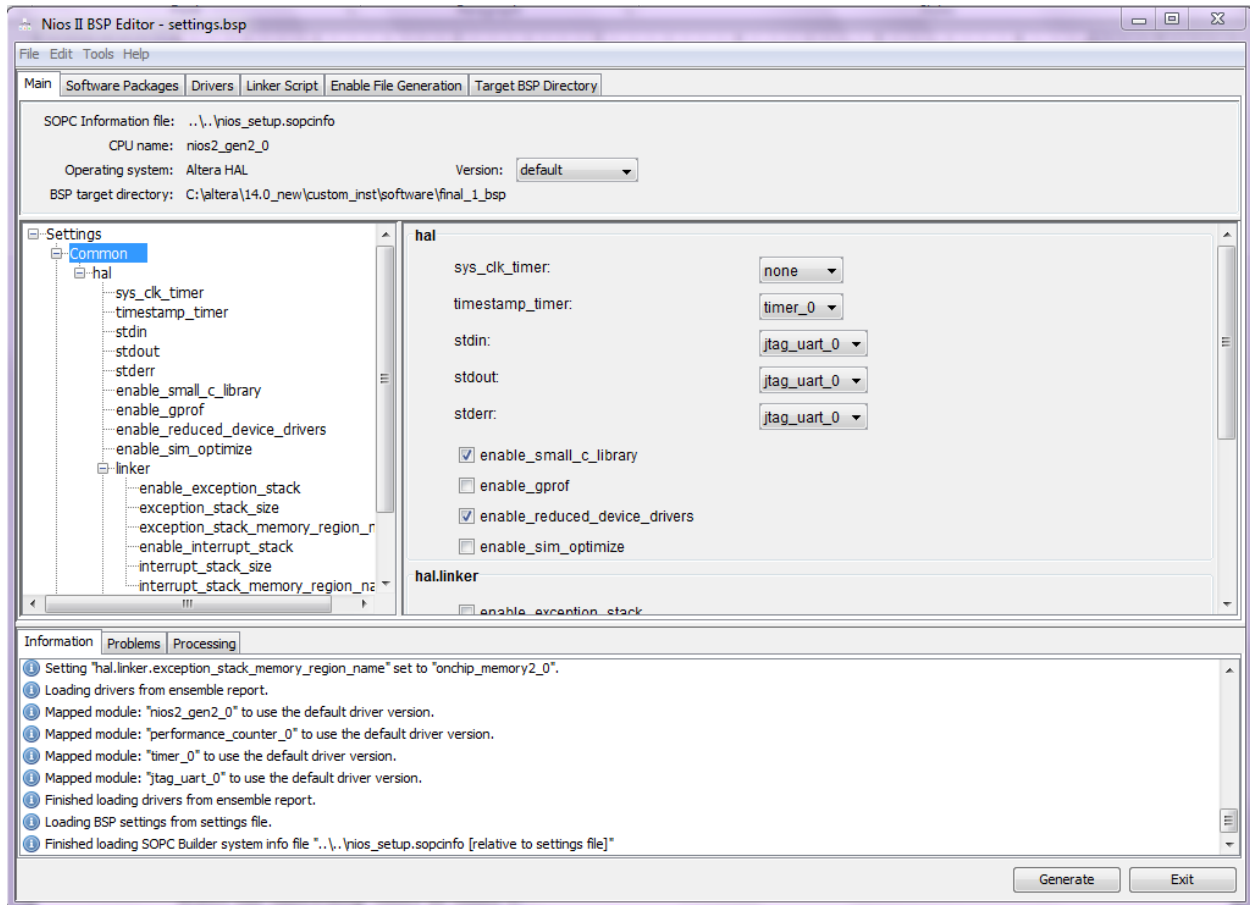 Nios II BSP Editor - settings.bsp
File Edit Tools Help
Main Software Packages Drivers Linker Script Enable File Generation Target BSP Directory
SOPC Information file: ..\..\nios_setup.sopcinfo
CPU name: nios2_gen2_0
Operating system: Altera HAL Version: default
BSP target directory: C:\altera\14.0_new\custom_inst\software\final_1_bsp
Settings
Common
hal
sys_clk_timer
timestamp_timer
stdin
stdout
stderr
enable_small_c_library
enable_gprof
enable_reduced_device_drivers
enable_sim_optimize
linker
enable_exception_stack
exception_stack_size
exception_stack_memory_region_n
enable_interrupt_stack
interrupt_stack_size
interrupt_stack_memory_region_na
hal
sys_clk_timer: none
timestamp_timer: timer_0
stdin: jtag_uart_0
stdout: jtag_uart_0
stderr: jtag_uart_0
enable_small_c_library
enable_gprof
enable_reduced_device_drivers
enable_sim_optimize
hal.linker
enable_exception_stack
Information Problems Processing
Setting "hal.linker.exception_stack_memory_region_name" set to "onchip_memory2_0".
Loading drivers from ensemble report.
Mapped module: "nios2_gen2_0" to use the default driver version.
Mapped module: "performance_counter_0" to use the default driver version.
Mapped module: "timer_0" to use the default driver version.
Mapped module: "jtag_uart_0" to use the default driver version.
Finished loading drivers from ensemble report.
Loading BSP settings from settings file.
Finished loading SOPC Builder system info file "..\..\nios_setup.sopcinfo [relative to settings file]"
Generate Exit